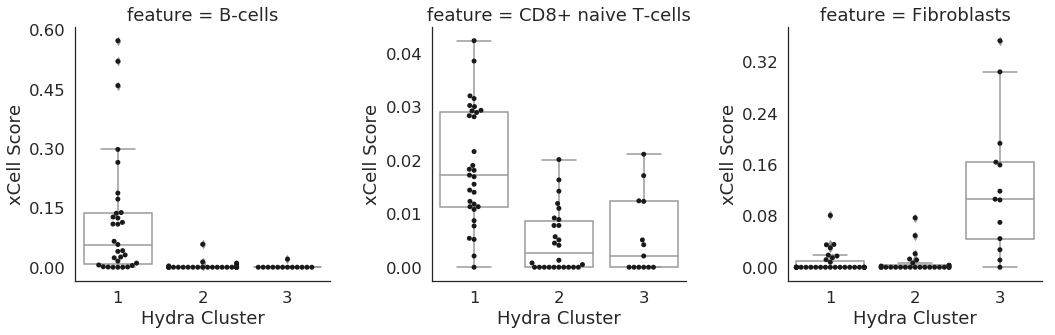 feature = B-cells
xCell Score
0.60
0.45
0.30
0.15
0.00
1 2 3
Hydra Cluster
feature = CD8+ naive T-cells
xCell Score
0.04
0.03
0.02
0.01
0.00
1 2 3
Hydra Cluster
feature = Fibroblasts
xCell Score
0.32
0.24
0.16
0.08
0.00
1 2 3
Hydra Cluster